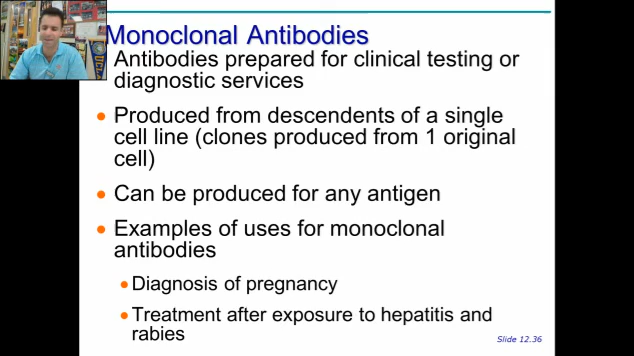 Monoclonal Antibodies
Antibodies prepared for clinical testing or
diagnostic services
Produced from descendents of a single
cell line (clones produced from 1 original
cell)
Can be produced for any antigen
Examples of uses for monoclonal
antibodies
Diagnosis of pregnancy
Treatment after exposure to hepatitis and
rabies
Slide 12.36
UCLA